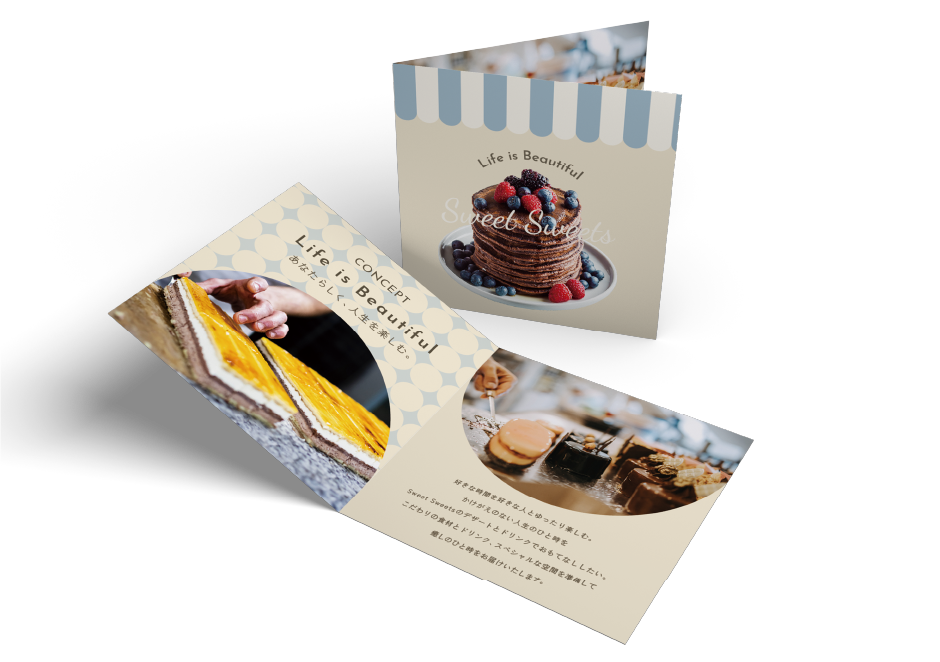 Life is Beautiful
Sweet Sweets
CONCEPT
Life is Beautiful
あなたらしく、人生を楽しむ。
好きな時間を好きな人とゆったり楽しむ。
かけがえのない人生のひと時を
Sweet Sweetsのデザートとドリンクでおもてなししたい。
こだわりの食材とドリンク、スペシャルな空間を準備して
癒しのひと時をお届けいたします。